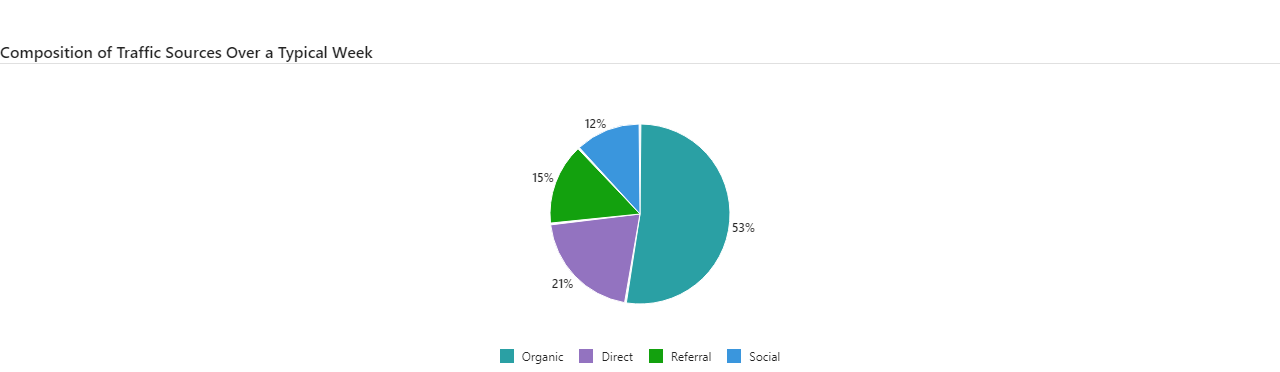 Composition of Traffic Sources Over a Typical Week
12%
15%
53%
21%
Organic Direct Referral Social